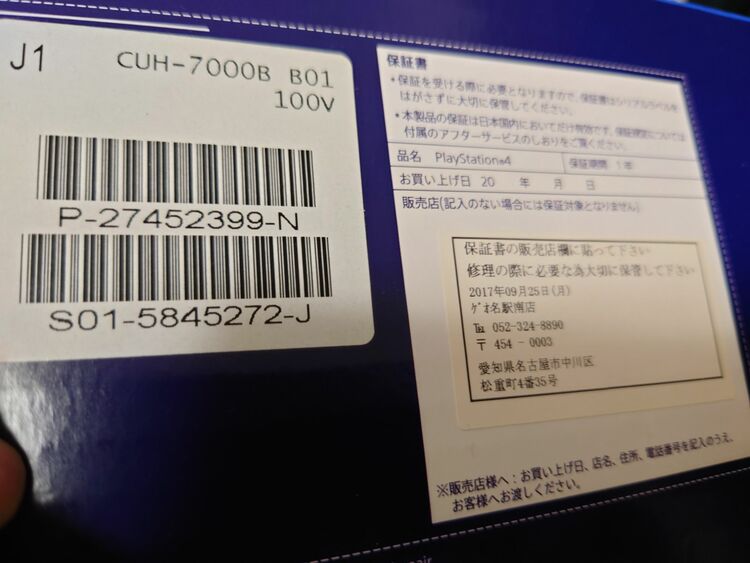 J1
CUH-7000B B01
100V
P-27452399-N
S01-5845272-J
保証書
•保証を受ける際に必要となりますので、保証書はシリアルラベルを
はがさずに大切に保管してください。
•本製品の保証は日本国内においてだけ有効です。保証規定については
付属のアフターサービスのしおりをご覧ください。
品名 PlayStation®4 保証期間 1年
お買い上げ日 20 年 月 日
販売店(記入のない場合には保証対象となりません)
保証書の販売店欄に貼って下さい
修理の際に必要な為大切に保管して下さい
2017年09月25日(月)
ゲオ名駅南店
℡ 052-324-8890
〒 454 - 0003
愛知県名古屋市中川区
松重町4番35号
※販売店様へ:お買い上げ日、店名、住所、電話番号を記入のうえ、
お客様へお渡しください。